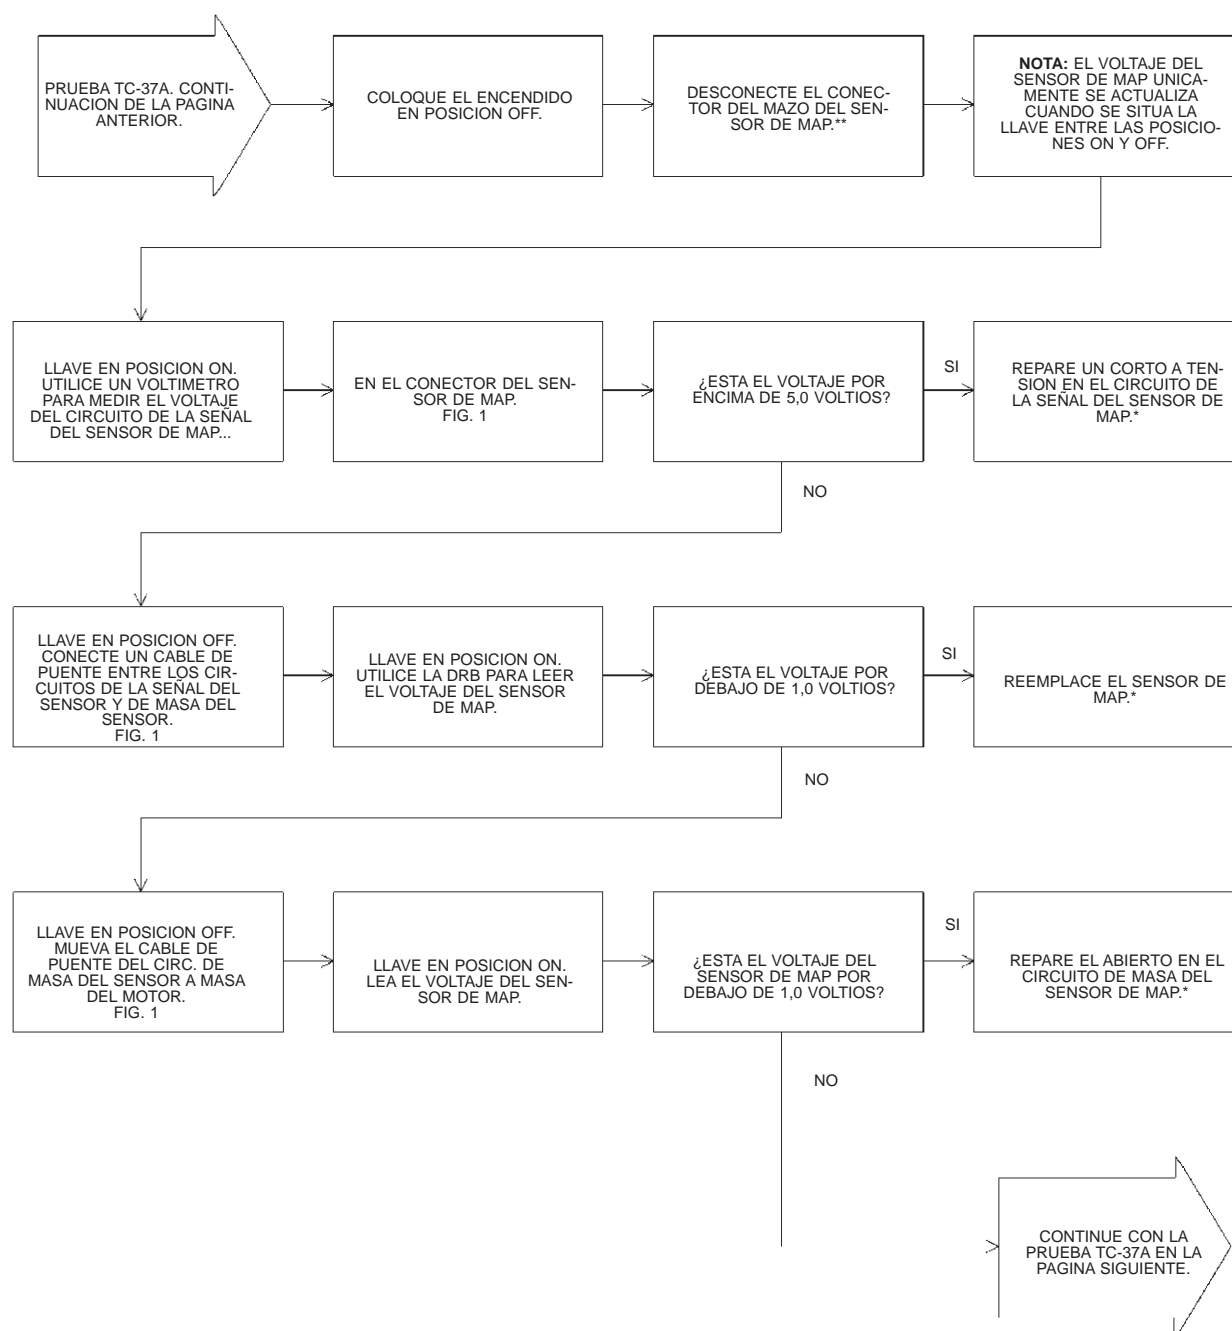 PRUEBA TC-37A. CONTI-
NUACION DE LA PAGINA
ANTERIOR.
COLOQUE EL ENCENDIDO
EN POSICION OFF.
DESCONECTE EL CONEC-
TOR DEL MAZO DEL SEN-
SOR DE MAP.**
NOTA: EL VOLTAJE DEL
SENSOR DE MAP UNICA-
MENTE SE ACTUALIZA
CUANDO SE SITUA LA
LLAVE ENTRE LAS POSICIO-
NES ON Y OFF.
LLAVE EN POSICION ON.
UTILICE UN VOLTIMETRO
PARA MEDIR EL VOLTAJE
DEL CIRCUITO DE LA SEÑAL
DEL SENSOR DE MAP...
EN EL CONECTOR DEL SEN-
SOR DE MAP.
FIG. 1
¿ESTA EL VOLTAJE POR
ENCIMA DE 5,0 VOLTIOS?
SI
REPARE UN CORTO A TEN-
SION EN EL CIRCUITO DE
LA SEÑAL DEL SENSOR DE
MAP.*
NO
LLAVE EN POSICION OFF.
CONECTE UN CABLE DE
PUENTE ENTRE LOS CIR-
CUITOS DE LA SEÑAL DEL
SENSOR Y DE MASA DEL
SENSOR.
FIG. 1
LLAVE EN POSICION ON.
UTILICE LA DRB PARA LEER
EL VOLTAJE DEL SENSOR
DE MAP.
¿ESTA EL VOLTAJE POR
DEBAJO DE 1,0 VOLTIOS?
SI
REEMPLACE EL SENSOR DE
MAP.*
NO
LLAVE EN POSICION OFF.
MUEVA EL CABLE DE
PUENTE DEL CIRC. DE
MASA DEL SENSOR A MASA
DEL MOTOR.
FIG. 1
LLAVE EN POSICION ON.
LEA EL VOLTAJE DEL SEN-
SOR DE MAP.
¿ESTA EL VOLTAJE DEL
SENSOR DE MAP POR
DEBAJO DE 1,0 VOLTIOS?
SI
REPARE EL ABIERTO EN EL
CIRCUITO DE MASA DEL
SENSOR DE MAP.*
NO
CONTINUE CON LA
PRUEBA TC-37A EN LA
PAGINA SIGUIENTE.